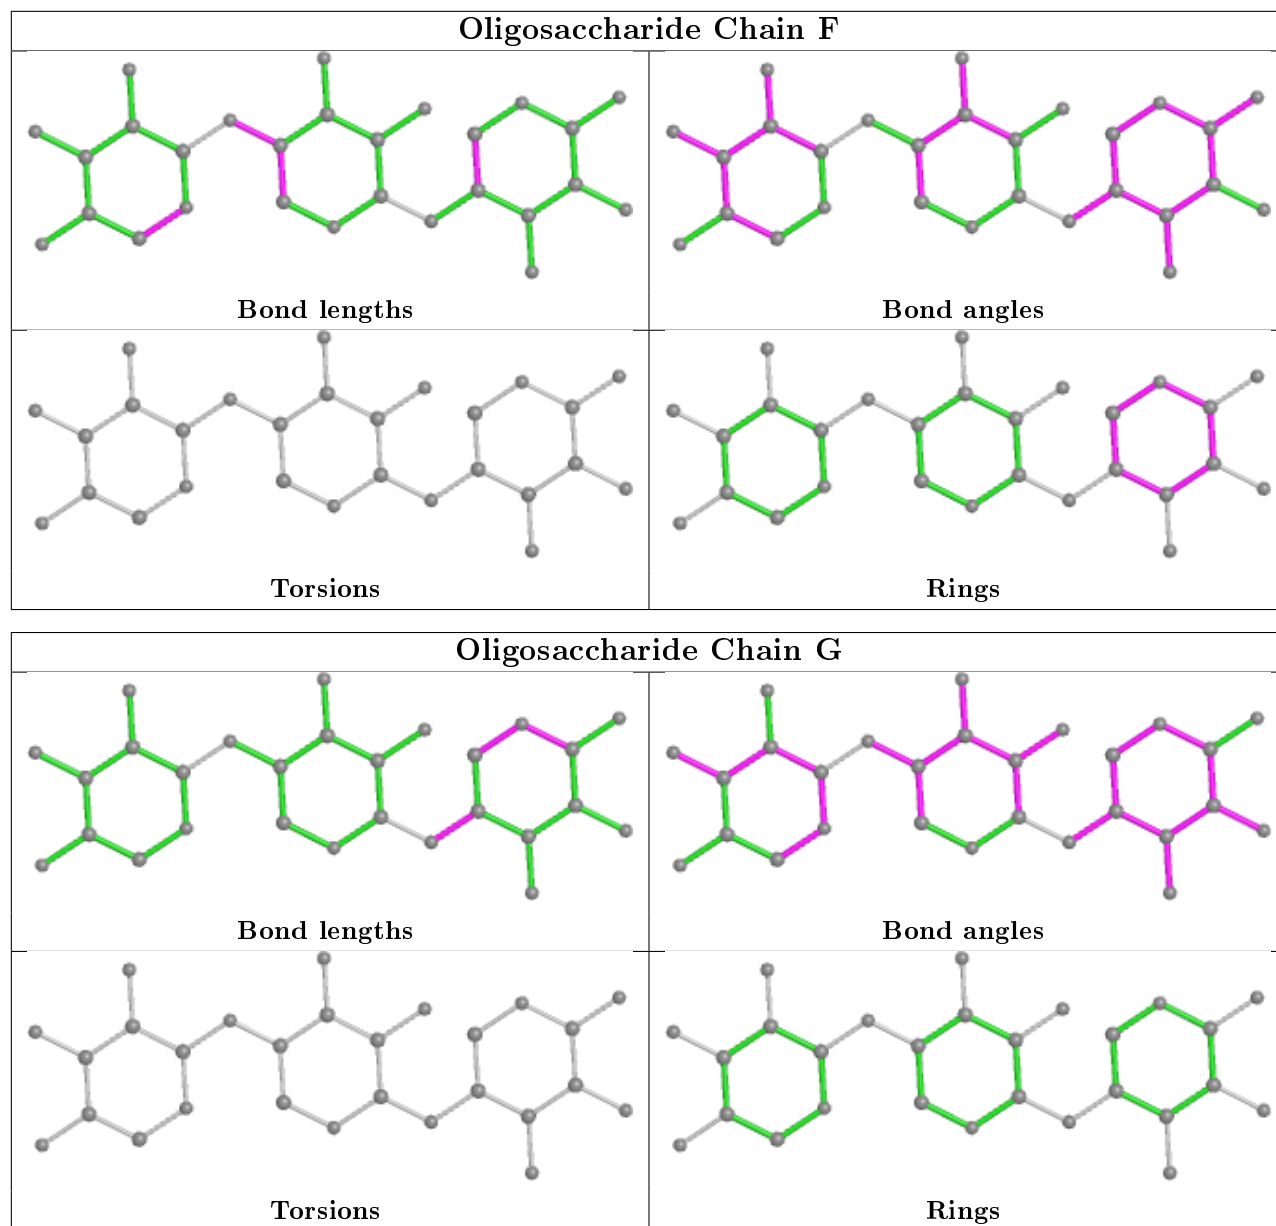 Oligosaccharide Chain F
Bond lengths
Bond angles
Torsions
Rings
Oligosaccharide Chain G
Bond lengths
Bond angles
Torsions
Rings